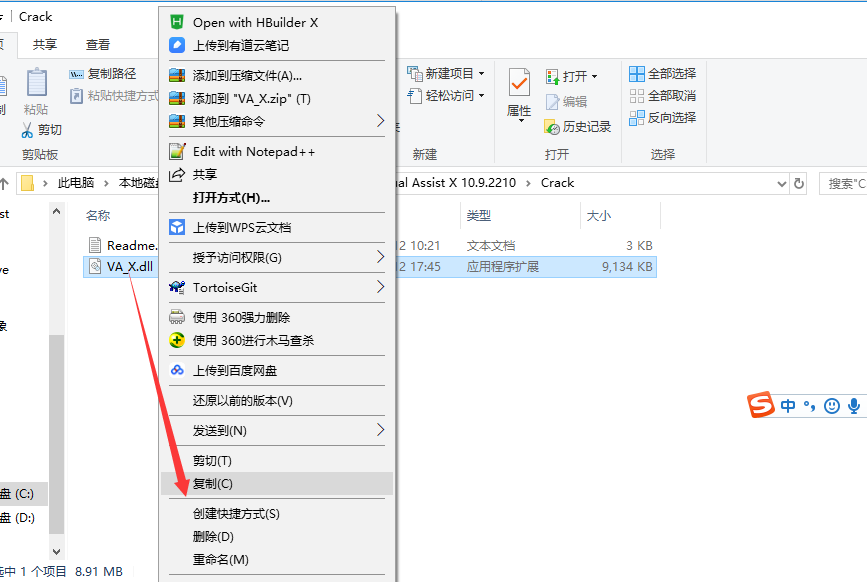 Crack
共享
查看
复制路径
粘贴快捷方式
粘贴
剪切
剪贴板
新建项目
轻松访问
新建
属性
打开
编辑
历史记录
打开
全部选择
全部取消
反向选择
选择
此电脑
本地磁盘
ual Assist X 10.9.2210
Crack
搜索"C
名称
类型
大小
Readme.
12 10:21
文本文档
3 KB
VA_X.dll
12 17:45
应用程序扩展
9,134 KB
Open with HBuilder X
上传到有道云笔记
添加到压缩文件(A)...
添加到 "VA_X.zip" (T)
其他压缩命令
Edit with Notepad++
共享
打开方式(H)...
上传到WPS云文档
授予访问权限(G)
TortoiseGit
使用 360强力删除
使用 360进行木马查杀
上传到百度网盘
还原以前的版本(V)
发送到(N)
剪切(T)
复制(C)
创建快捷方式(S)
删除(D)
重命名(M)
st
ve
象
盘 (C:)
盘 (D:)
选中 1 个项目
8.91 MB
中